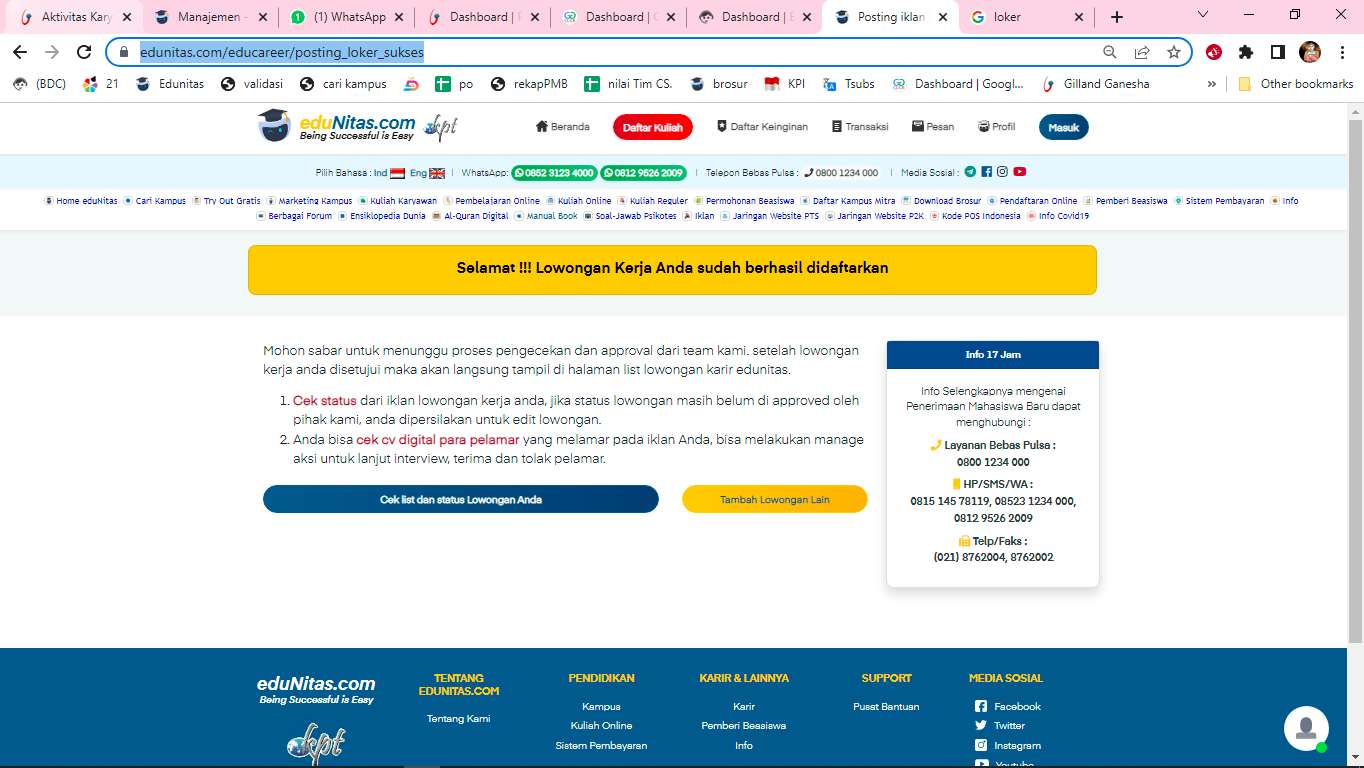 Aktivitas Kary
Manajemen -
(1) WhatsApp
Dashboard |
Dashboard |
Dashboard |
Posting iklan
loker
edunitas.com/educareer/posting_loker_sukses
(BDC)
21
Edunitas
validasi
cari kampus
po
rekapPMB
nilai Tim CS.
brosur
KPI
Tsubs
Dashboard | Googl...
Gilland Ganesha
»
Other bookmarks
eduNitas.com
Being Successful is Easy
kpt
Beranda
Daftar Kuliah
Daftar Keinginan
Transaksi
Pesan
Profil
Masuk
Pilih Bahasa : Ind Eng | WhatsApp: 0852 3123 4000 0812 9526 2009 | Telepon Bebas Pulsa : 0800 1234 000 | Media Sosial :
Home eduNitas Cari Kampus Try Out Gratis Marketing Kampus Kuliah Karyawan Pembelajaran Online Kuliah Online Kuliah Reguler Permohonan Beasiswa Daftar Kampus Mitra Download Brosur Pendaftaran Online Pemberi Beasiswa Sistem Pembayaran Info
Berbagai Forum Ensiklopedia Dunia Al-Quran Digital Manual Book Soal-Jawab Psikotes Iklan Jaringan Website PTS Jaringan Website P2K Kode POS Indonesia Info Covid19
Selamat !!! Lowongan Kerja Anda sudah berhasil didaftarkan
Mohon sabar untuk menunggu proses pengecekan dan approval dari team kami. setelah lowongan
kerja anda disetujui maka akan langsung tampil di halaman list lowongan karir edunitas.
1. Cek status dari iklan lowongan kerja anda, jika status lowongan masih belum di approved oleh
pihak kami, anda dipersilakan untuk edit lowongan.
2. Anda bisa cek cv digital para pelamar yang melamar pada iklan Anda, bisa melakukan manage
aksi untuk lanjut interview, terima dan tolak pelamar.
Cek list dan status Lowongan Anda
Tambah Lowongan Lain
Info 17 Jam
Info Selengkapnya mengenai
Penerimaan Mahasiswa Baru dapat
menghubungi :
Layanan Bebas Pulsa :
0800 1234 000
HP/SMS/WA :
0815 145 78119, 08523 1234 000,
0812 9526 2009
Telp/Faks :
(021) 8762004, 8762002
eduNitas.com
Being Successful is Easy
kpt
TENTANG
EDUNITAS.COM
Tentang Kami
PENDIDIKAN
Kampus
Kuliah Online
Sistem Pembayaran
KARIR & LAINNYA
Karir
Pemberi Beasiswa
Info
SUPPORT
Pusat Bantuan
MEDIA SOSIAL
Facebook
Twitter
Instagram
Youtube